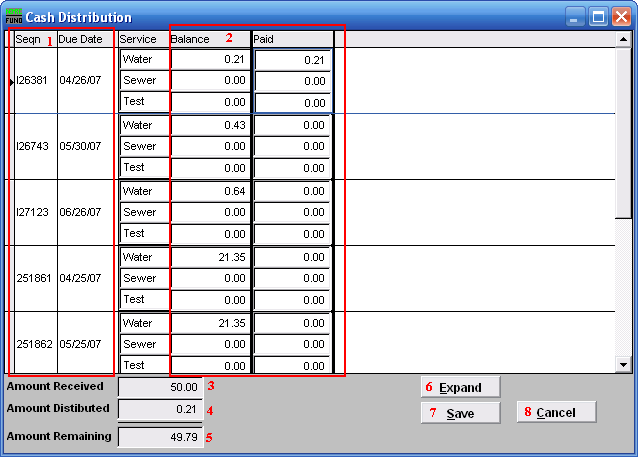 FUND Cash Distribution
Seqn 1 Due Date Service Balance 2 Paid
Water 0.21 0.21
I26381 04/26/07 Sewer 0.00 0.00
Test 0.00 0.00
Water 0.43 0.00
I26743 05/30/07 Sewer 0.00 0.00
Test 0.00 0.00
Water 0.64 0.00
I27123 06/26/07 Sewer 0.00 0.00
Test 0.00 0.00
Water 21.35 0.00
251861 04/25/07 Sewer 0.00 0.00
Test 0.00 0.00
Water 21.35 0.00
251862 05/25/07 Sewer 0.00 0.00
Test 0.00 0.00
Amount Received 50.00 3 6 Expand
Amount Distibuted 0.21 4 7 Save 8 Cancel
Amount Remaining 49.79 5